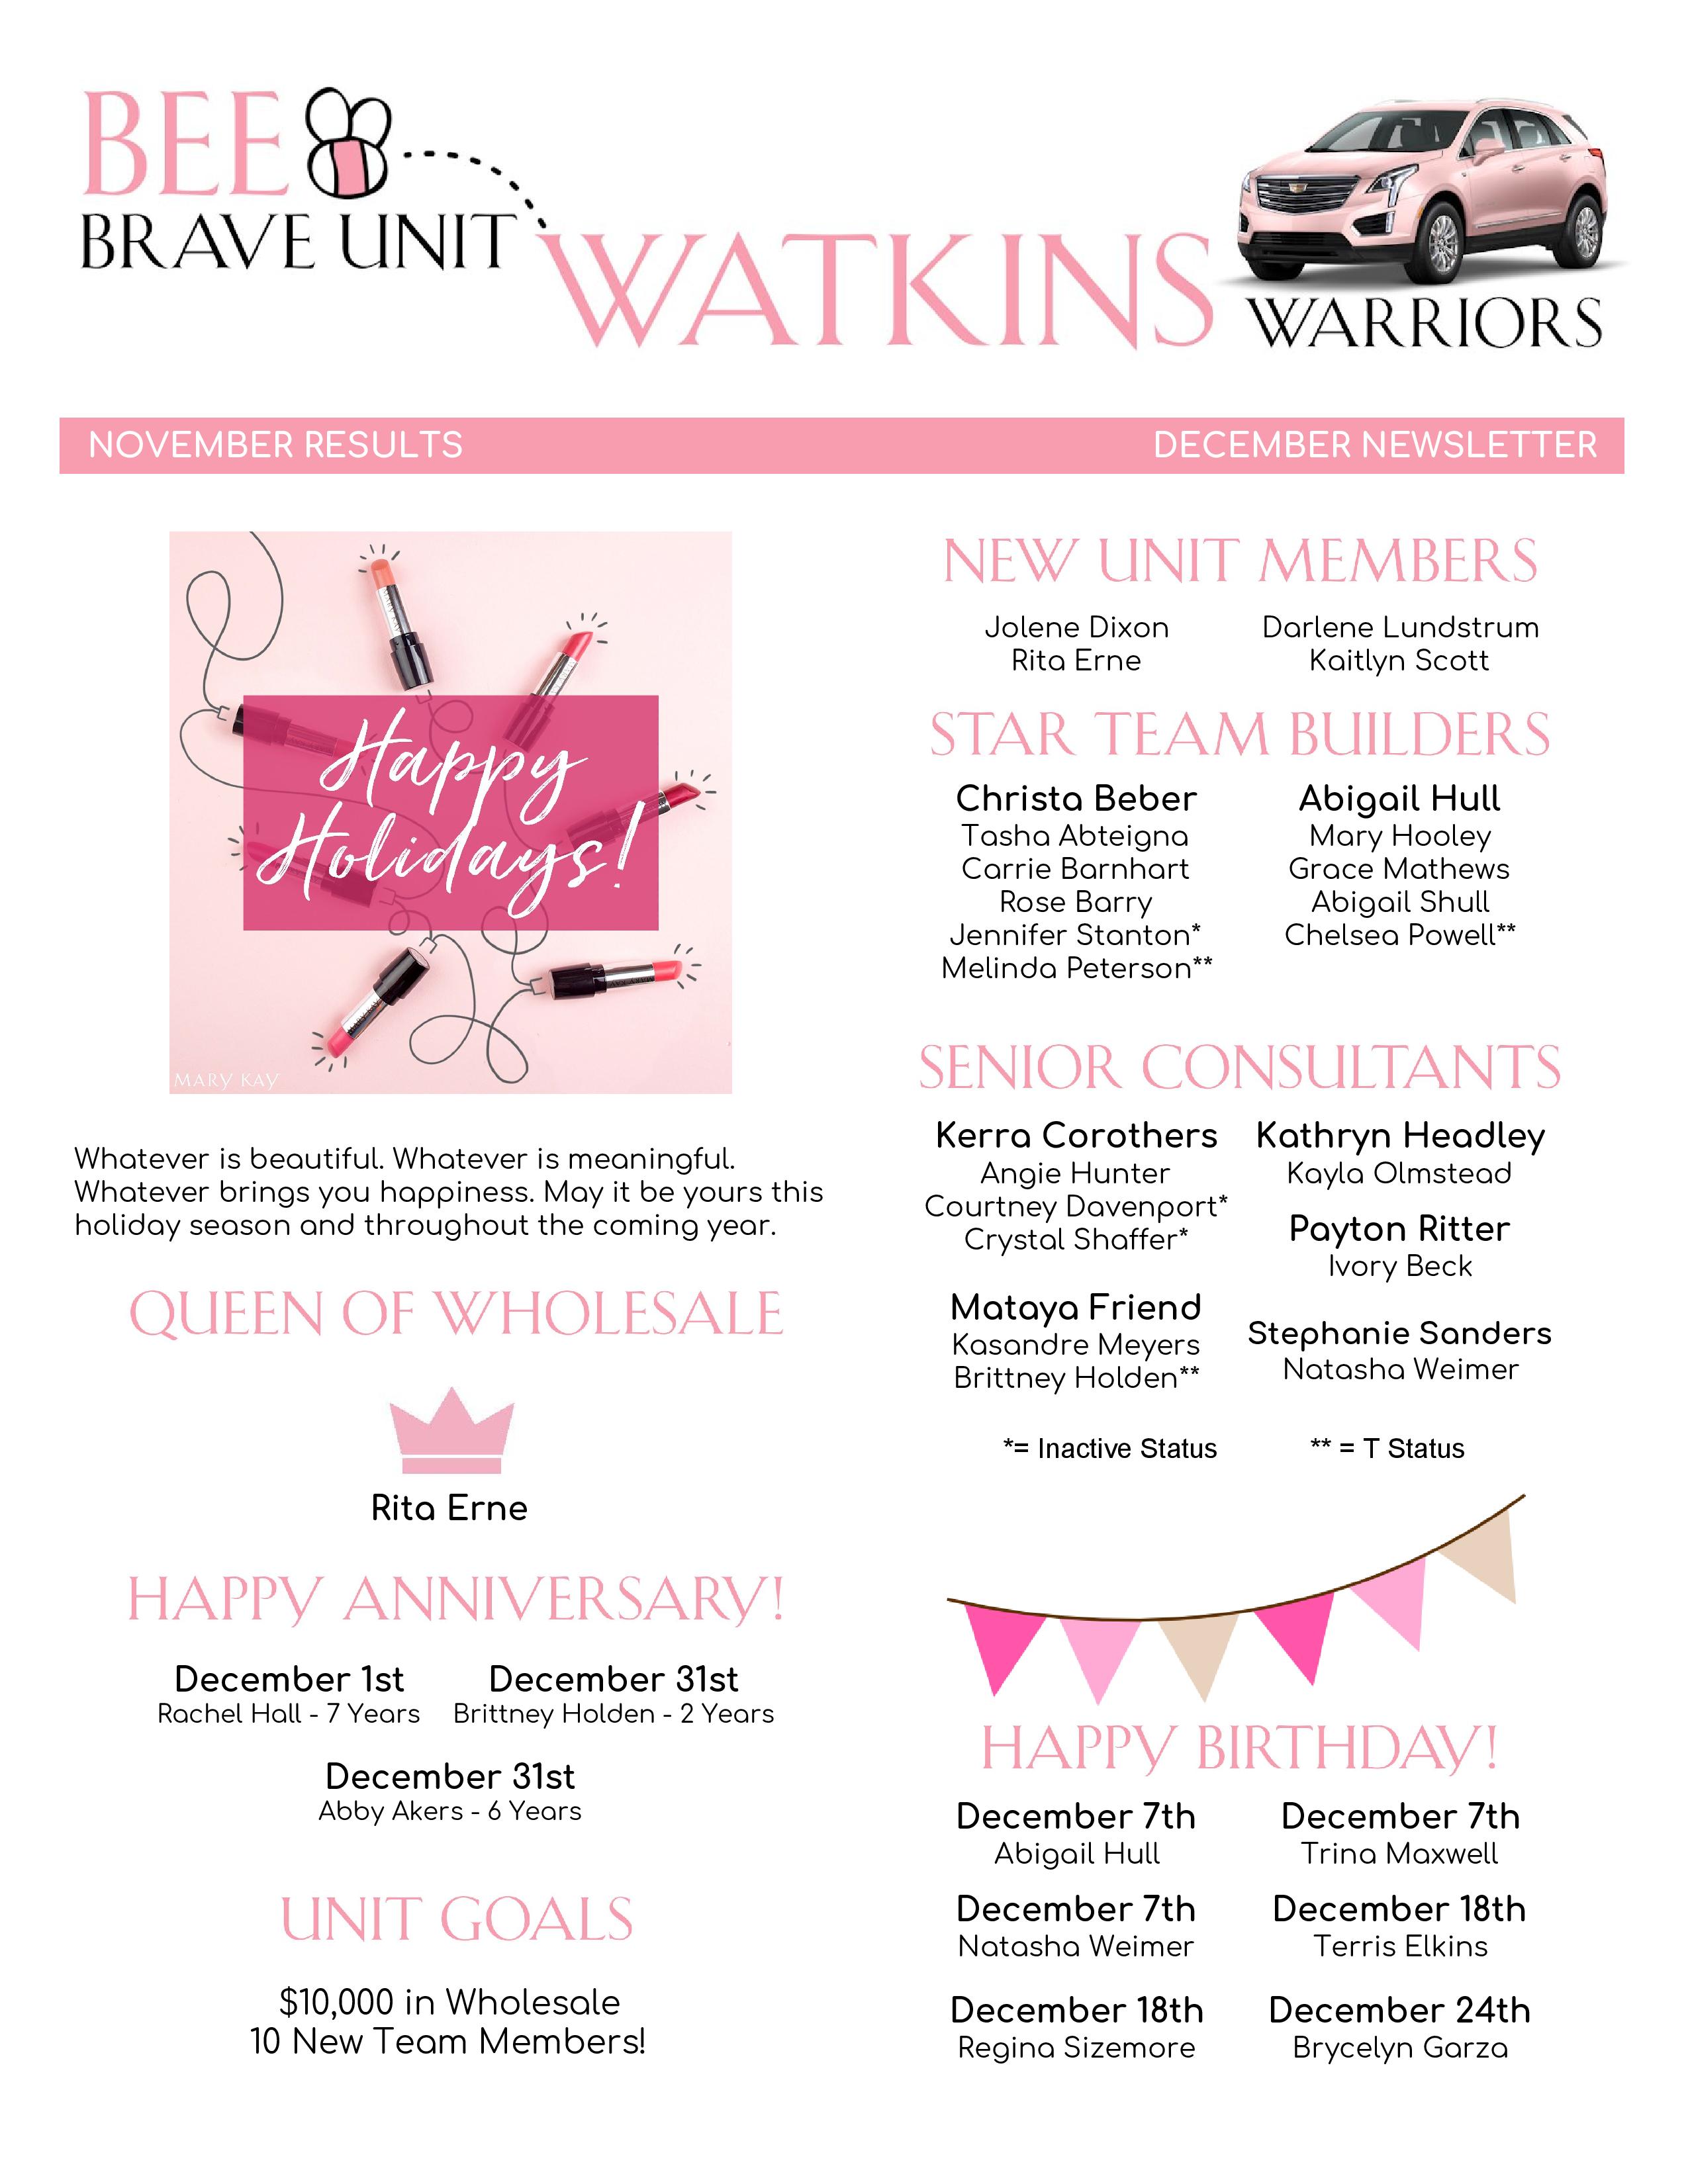 BEE
BRAVE UNIT
WATKINS
WARRIORS
NOVEMBER RESULTS
DECEMBER NEWSLETTER
Happy
Holidays!
MARY KAY
Whatever is beautiful. Whatever is meaningful.
Whatever brings you happiness. May it be yours this
holiday season and throughout the coming year.
QUEEN OF WHOLESALE
Rita Erne
HAPPY ANNIVERSARY!
December 1st
Rachel Hall - 7 Years
December 31st
Brittney Holden - 2 Years
December 31st
Abby Akers - 6 Years
UNIT GOALS
$10,000 in Wholesale
10 New Team Members!
NEW UNIT MEMBERS
Jolene Dixon
Rita Erne
Darlene Lundstrum
Kaitlyn Scott
STAR TEAM BUILDERS
Christa Beber
Tasha Abteigna
Carrie Barnhart
Rose Barry
Jennifer Stanton*
Melinda Peterson**
Abigail Hull
Mary Hooley
Grace Mathews
Abigail Shull
Chelsea Powell**
SENIOR CONSULTANTS
Kerra Corothers
Angie Hunter
Courtney Davenport*
Crystal Shaffer*
Mataya Friend
Kasandre Meyers
Brittney Holden**
Kathryn Headley
Kayla Olmstead
Payton Ritter
Ivory Beck
Stephanie Sanders
Natasha Weimer
*= Inactive Status
** = T Status
HAPPY BIRTHDAY!
December 7th
Abigail Hull
December 7th
Trina Maxwell
December 7th
Natasha Weimer
December 18th
Terris Elkins
December 18th
Regina Sizemore
December 24th
Brycelyn Garza